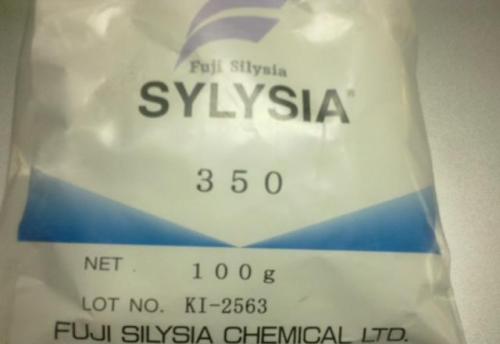 Fuji Silysia
SYLYSIA®
350
NET 100g
LOT NO. KI-2563
FUJI SILYSIA CHEMICAL LTD.